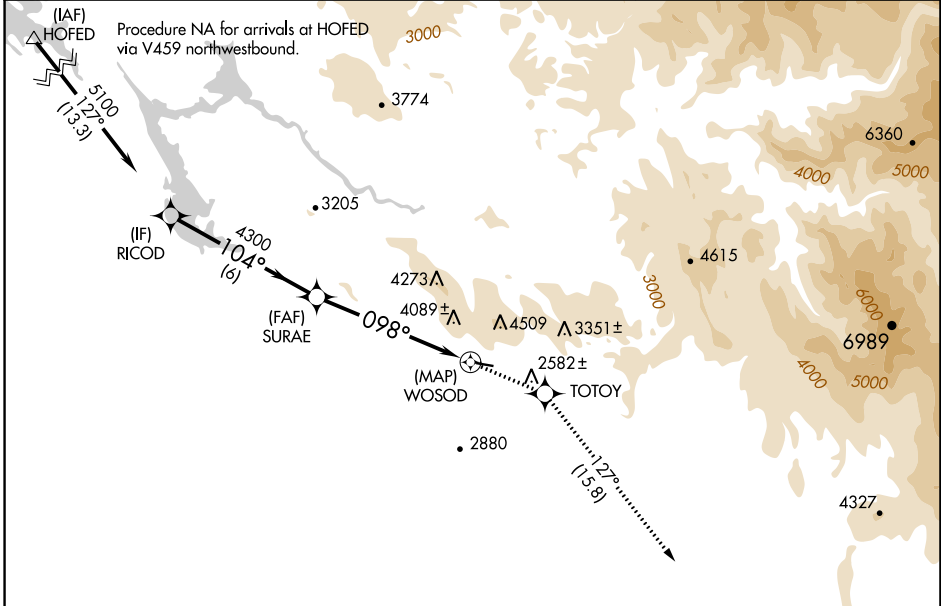 (IAF)
HOFED
Procedure NA for arrivals at HOFED
via V459 northwestbound.
3000
5100
127°
(13.3)
3774
6360
4000
5000
3205
(IF)
RICOD
4300
104°
(6)
4615
4273
3000
6000
(FAF)
SURAE
098°
4089±
4509
3351±
6989
2582±
4000
5000
(MAP)
WOSOD
TOTOY
2880
127°
(15.8)
4327